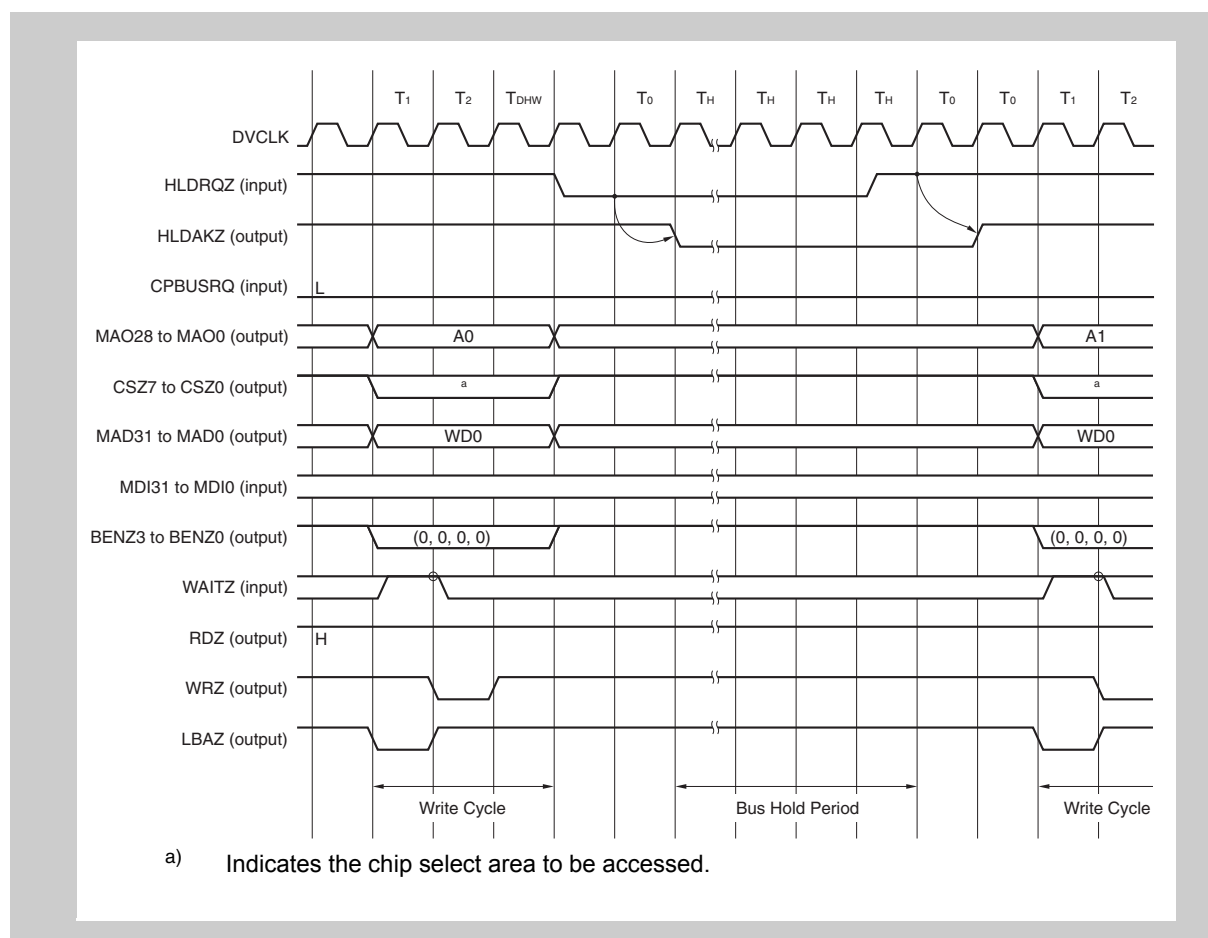 T1 T2 TDHW T0 TH TH TH TH T0 T0 T1 T2
DVCLK
HLDRQZ (input)
HLDAKZ (output)
CPBUSRQ (input) L
MAO28 to MAO0 (output) A0 A1
CSZ7 to CSZ0 (output) a a
MAD31 to MAD0 (output) WD0 WD0
MDI31 to MDI0 (input)
BENZ3 to BENZ0 (output) (0, 0, 0, 0) (0, 0, 0, 0)
WAITZ (input)
RDZ (output) H
WRZ (output)
LBAZ (output)
Write Cycle Bus Hold Period Write Cycle
a) Indicates the chip select area to be accessed.